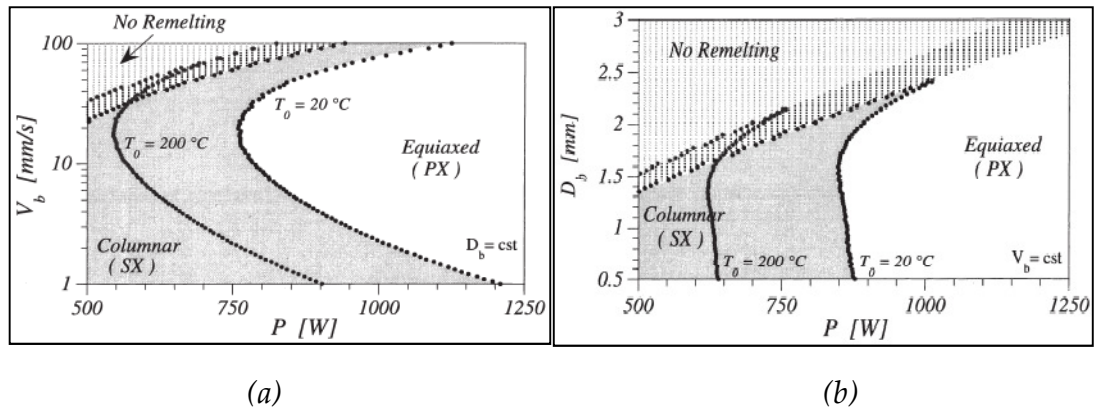 No Remelting
100
10
1
V_b [mm/s]
T_0 = 20 °C
T_0 = 200 °C
Equiaxed
( PX )
Columnar
( SX )
D_b = cst
500
750
1000
1250
P [W]
(a)
(b)
3
2.5
2
1.5
1
0.5
D_b [mm]
No Remelting
Equiaxed
( PX )
Columnar
( SX )
T_0 = 200 °C
T_0 = 20 °C
V_b = cst
500
750
1000
1250
P [W]
(b)